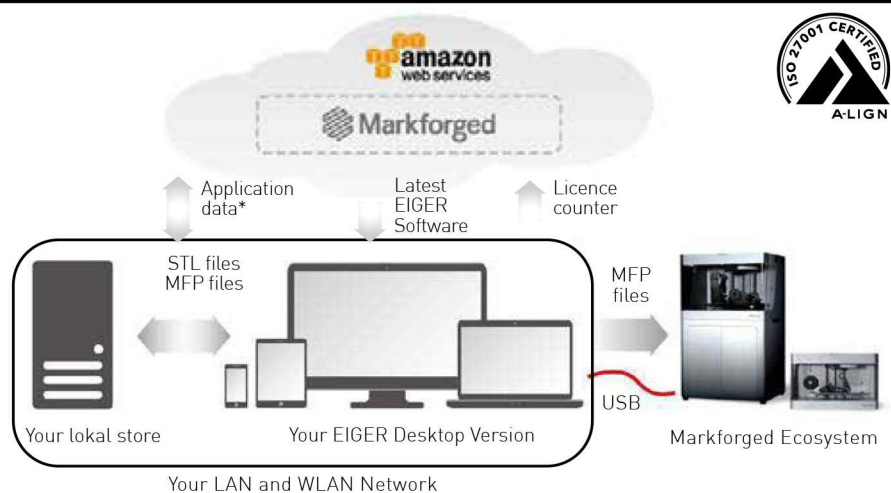 amazon
web services
Markforged
ISO 27001 CERTIFIED
A-LIGN
Application
data*
Latest
EIGER
Software
Licence
counter
STL files
MFP files
MFP
files
USB
Your lokal store
Your EIGER Desktop Version
Markforged Ecosystem
Your LAN and WLAN Network